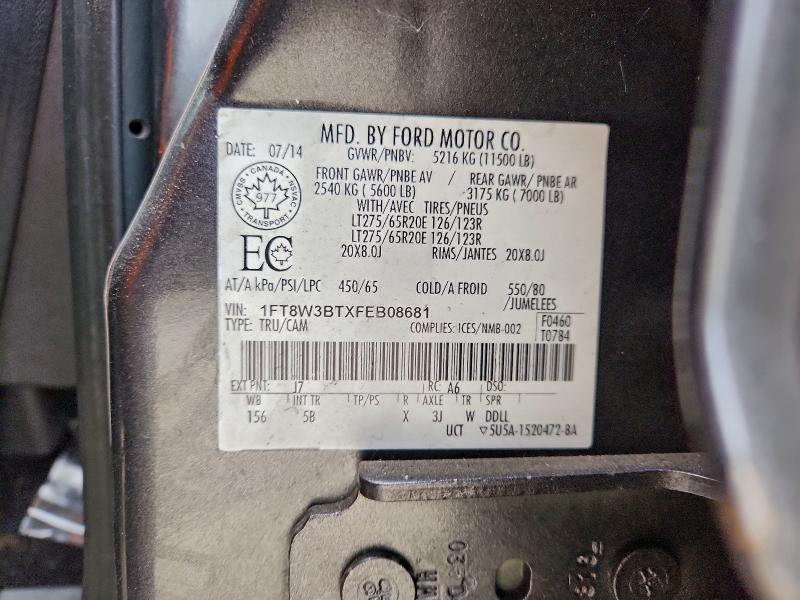 MFD. BY FORD MOTOR CO.
DATE: 07/14
GVWR/PNBV: 5216 KG (11500 LB)
FRONT GAWR/PNBE AV / REAR GAWR/ PNBE AR
2540 KG ( 5600 LB) 3175 KG ( 7000 LB)
WITH/AVEC TIRES/PNEUS
LT275/65R20E 126/123R
LT275/65R20E 126/123R
20X8.0J RIMS/JANTES 20X8.0J
CANADA
CMVSS NSVAC
977
TRANSPORT
EC
AT/A kPa/PSI/LPC 450/65 COLD/A FROID 550/80
/JUMELEES
VIN: 1FT8W3BTXFEB08681
TYPE: TRU/CAM COMPLIES: ICES/NMB-002
F0460
T0784
EXT PNT: J7 RC: A6 DSO:
WB INT TR TP/PS R AXLE TR SPR
156 5B X 3J W DDLL
UCT ▽5U5A-1520472-BA